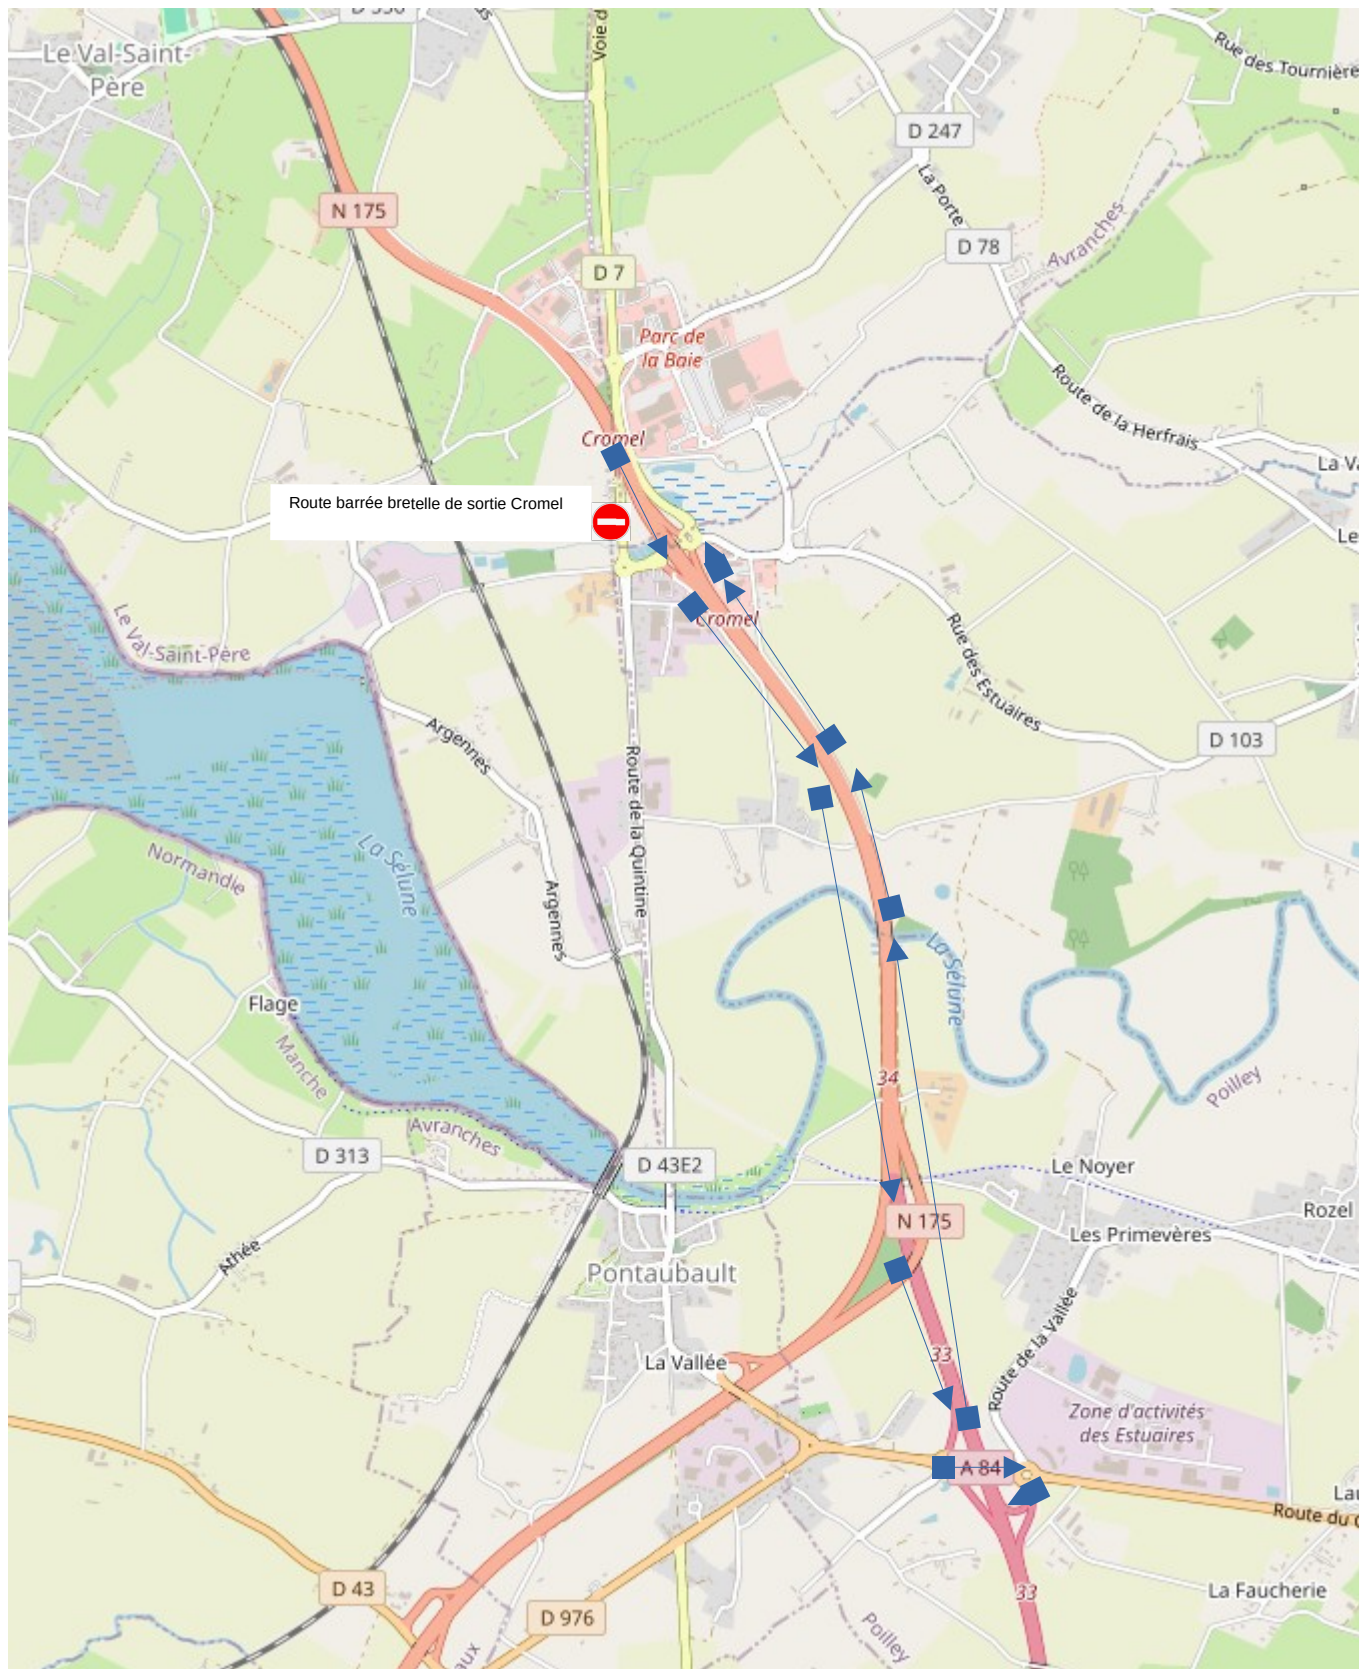 D 556
Le Val-Saint-
Père
Voie d
Rue des Tournière
D 247
La Porte
N 175
D 78
Avranches
D 7
Parc de
la Baie
Route de la Herfrais
Cromel
La Va
Route barrée bretelle de sortie Cromel
Le
Le Val-Saint-Père
Cromel
Rue des Estuaires
Argennes
D 103
Route de la Quintine
La Sélune
Normandie
Argennes
La Sélune
Flage
Manche
34
Poilley
Avranches
D 313
D 43E2
Le Noyer
N 175
Rozel
Les Primevères
Athée
Pontaubault
Route de la Vallée
La Vallée
33
Zone d'activités
des Estuaires
A 84
Lau
Route du
D 43
33
La Faucherie
D 976
Poilley
aux